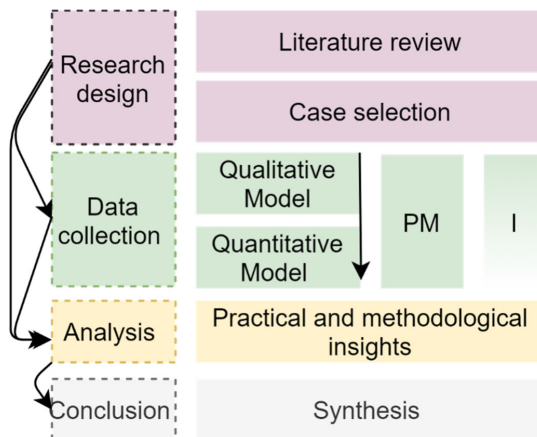 Research
design
Literature review
Case selection
Data
collection
Qualitative
Model
Quantitative
Model
PM
I
Analysis
Practical and methodological
insights
Conclusion
Synthesis